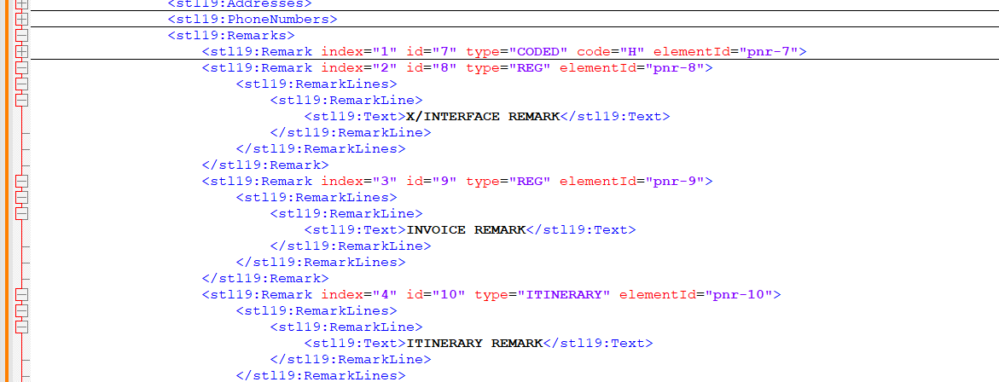 <stl19:Addresses>
<stl19:PhoneNumbers>
<stl19:Remarks>
<stl19:Remark index="1" id="7" type="CODED" code="H" elementId="pnr-7">
<stl19:Remark index="2" id="8" type="REG" elementId="pnr-8">
<stl19:RemarkLines>
<stl19:RemarkLine>
<stl19:Text>X/INTERFACE REMARK</stl19:Text>
</stl19:RemarkLine>
</stl19:RemarkLines>
</stl19:Remark>
<stl19:Remark index="3" id="9" type="REG" elementId="pnr-9">
<stl19:RemarkLines>
<stl19:RemarkLine>
<stl19:Text>INVOICE REMARK</stl19:Text>
</stl19:RemarkLine>
</stl19:RemarkLines>
</stl19:Remark>
<stl19:Remark index="4" id="10" type="ITINERARY" elementId="pnr-10">
<stl19:RemarkLines>
<stl19:RemarkLine>
<stl19:Text>ITINERARY REMARK</stl19:Text>
</stl19:RemarkLine>
</stl19:RemarkLines>